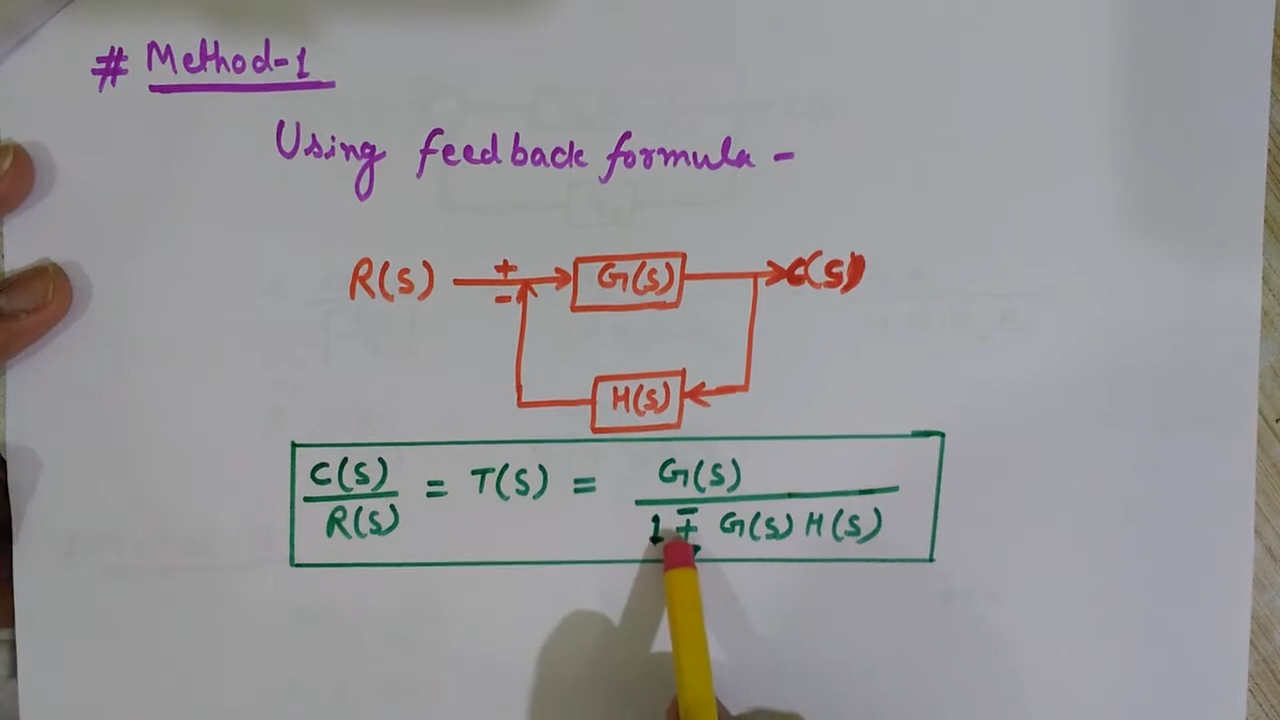 # Method-1
Using feedback formula -
R(S) + - G(S) C(S)
H(S)
C(S)/R(S) = T(S) = G(S)/(1 ∓ G(S) H(S))